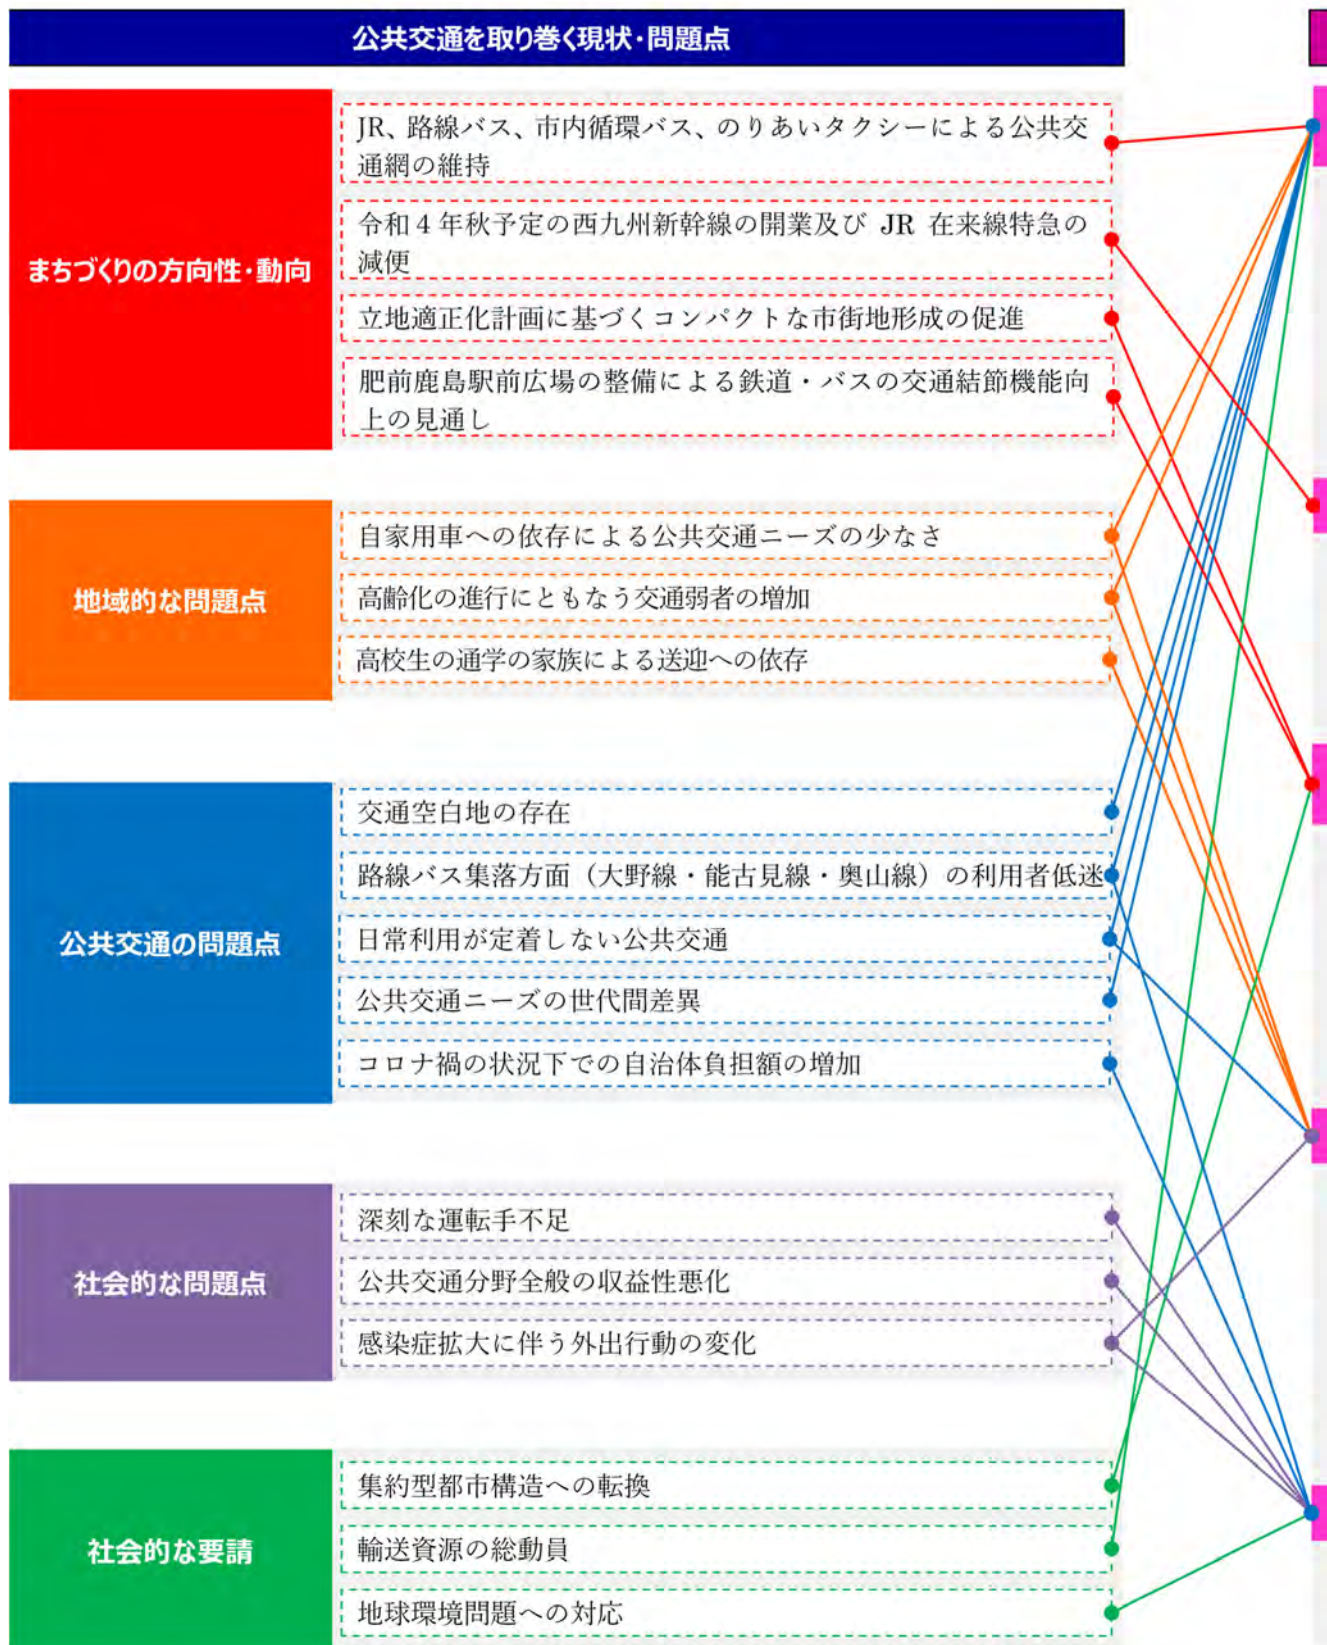 公共交通を取り巻く現状・問題点
まちづくりの方向性・動向
JR、路線バス、市内循環バス、のりあいタクシーによる公共交
通網の維持
令和４年秋予定の西九州新幹線の開業及び JR 在来線特急の
減便
立地適正化計画に基づくコンパクトな市街地形成の促進
肥前鹿島駅前広場の整備による鉄道・バスの交通結節機能向
上の見通し
地域的な問題点
自家用車への依存による公共交通ニーズの少なさ
高齢化の進行にともなう交通弱者の増加
高校生の通学の家族による送迎への依存
公共交通の問題点
交通空白地の存在
路線バス集落方面（大野線・能古見線・奥山線）の利用者低迷
日常利用が定着しない公共交通
公共交通ニーズの世代間差異
コロナ禍の状況下での自治体負担額の増加
社会的な問題点
深刻な運転手不足
公共交通分野全般の収益性悪化
感染症拡大に伴う外出行動の変化
社会的な要請
集約型都市構造への転換
輸送資源の総動員
地球環境問題への対応